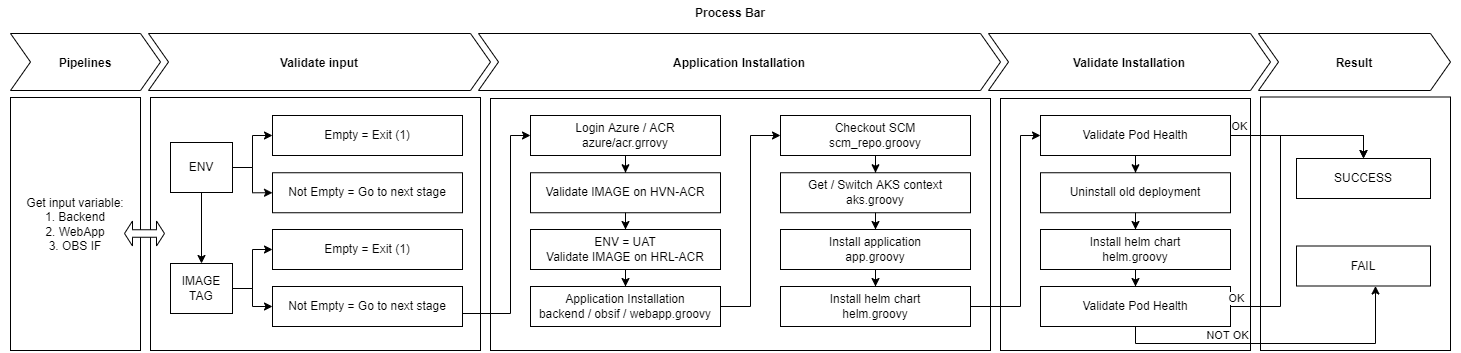 Process Bar
Pipelines
Validate input
Application Installation
Validate Installation
Result
Get input variable:
1. Backend
2. WebApp
3. OBS IF
ENV
Empty = Exit (1)
Not Empty = Go to next stage
IMAGE
TAG
Empty = Exit (1)
Not Empty = Go to next stage
Login Azure / ACR
azure/acr.grrovy
Validate IMAGE on HVN-ACR
ENV = UAT
Validate IMAGE on HRL-ACR
Application Installation
backend / obsif / webapp.groovy
Checkout SCM
scm_repo.groovy
Get / Switch AKS context
aks.groovy
Install application
app.groovy
Install helm chart
helm.groovy
Validate Pod Health
OK
Uninstall old deployment
Install helm chart
helm.groovy
Validate Pod Health
OK
NOT OK
SUCCESS
FAIL